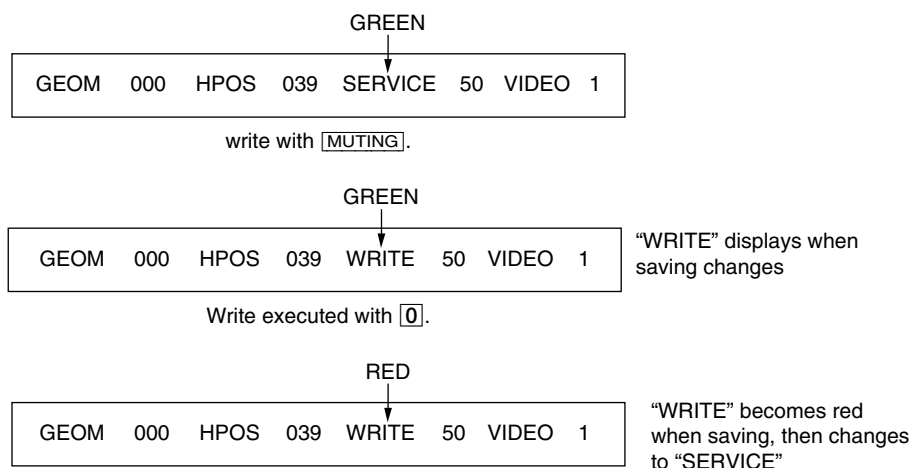 GREEN
GEOM 000 HPOS 039 SERVICE 50 VIDEO 1
write with MUTING.
GREEN
GEOM 000 HPOS 039 WRITE 50 VIDEO 1
“WRITE” displays when
saving changes
Write executed with 0.
RED
GEOM 000 HPOS 039 WRITE 50 VIDEO 1
“WRITE” becomes red
when saving, then changes
to “SERVICE”